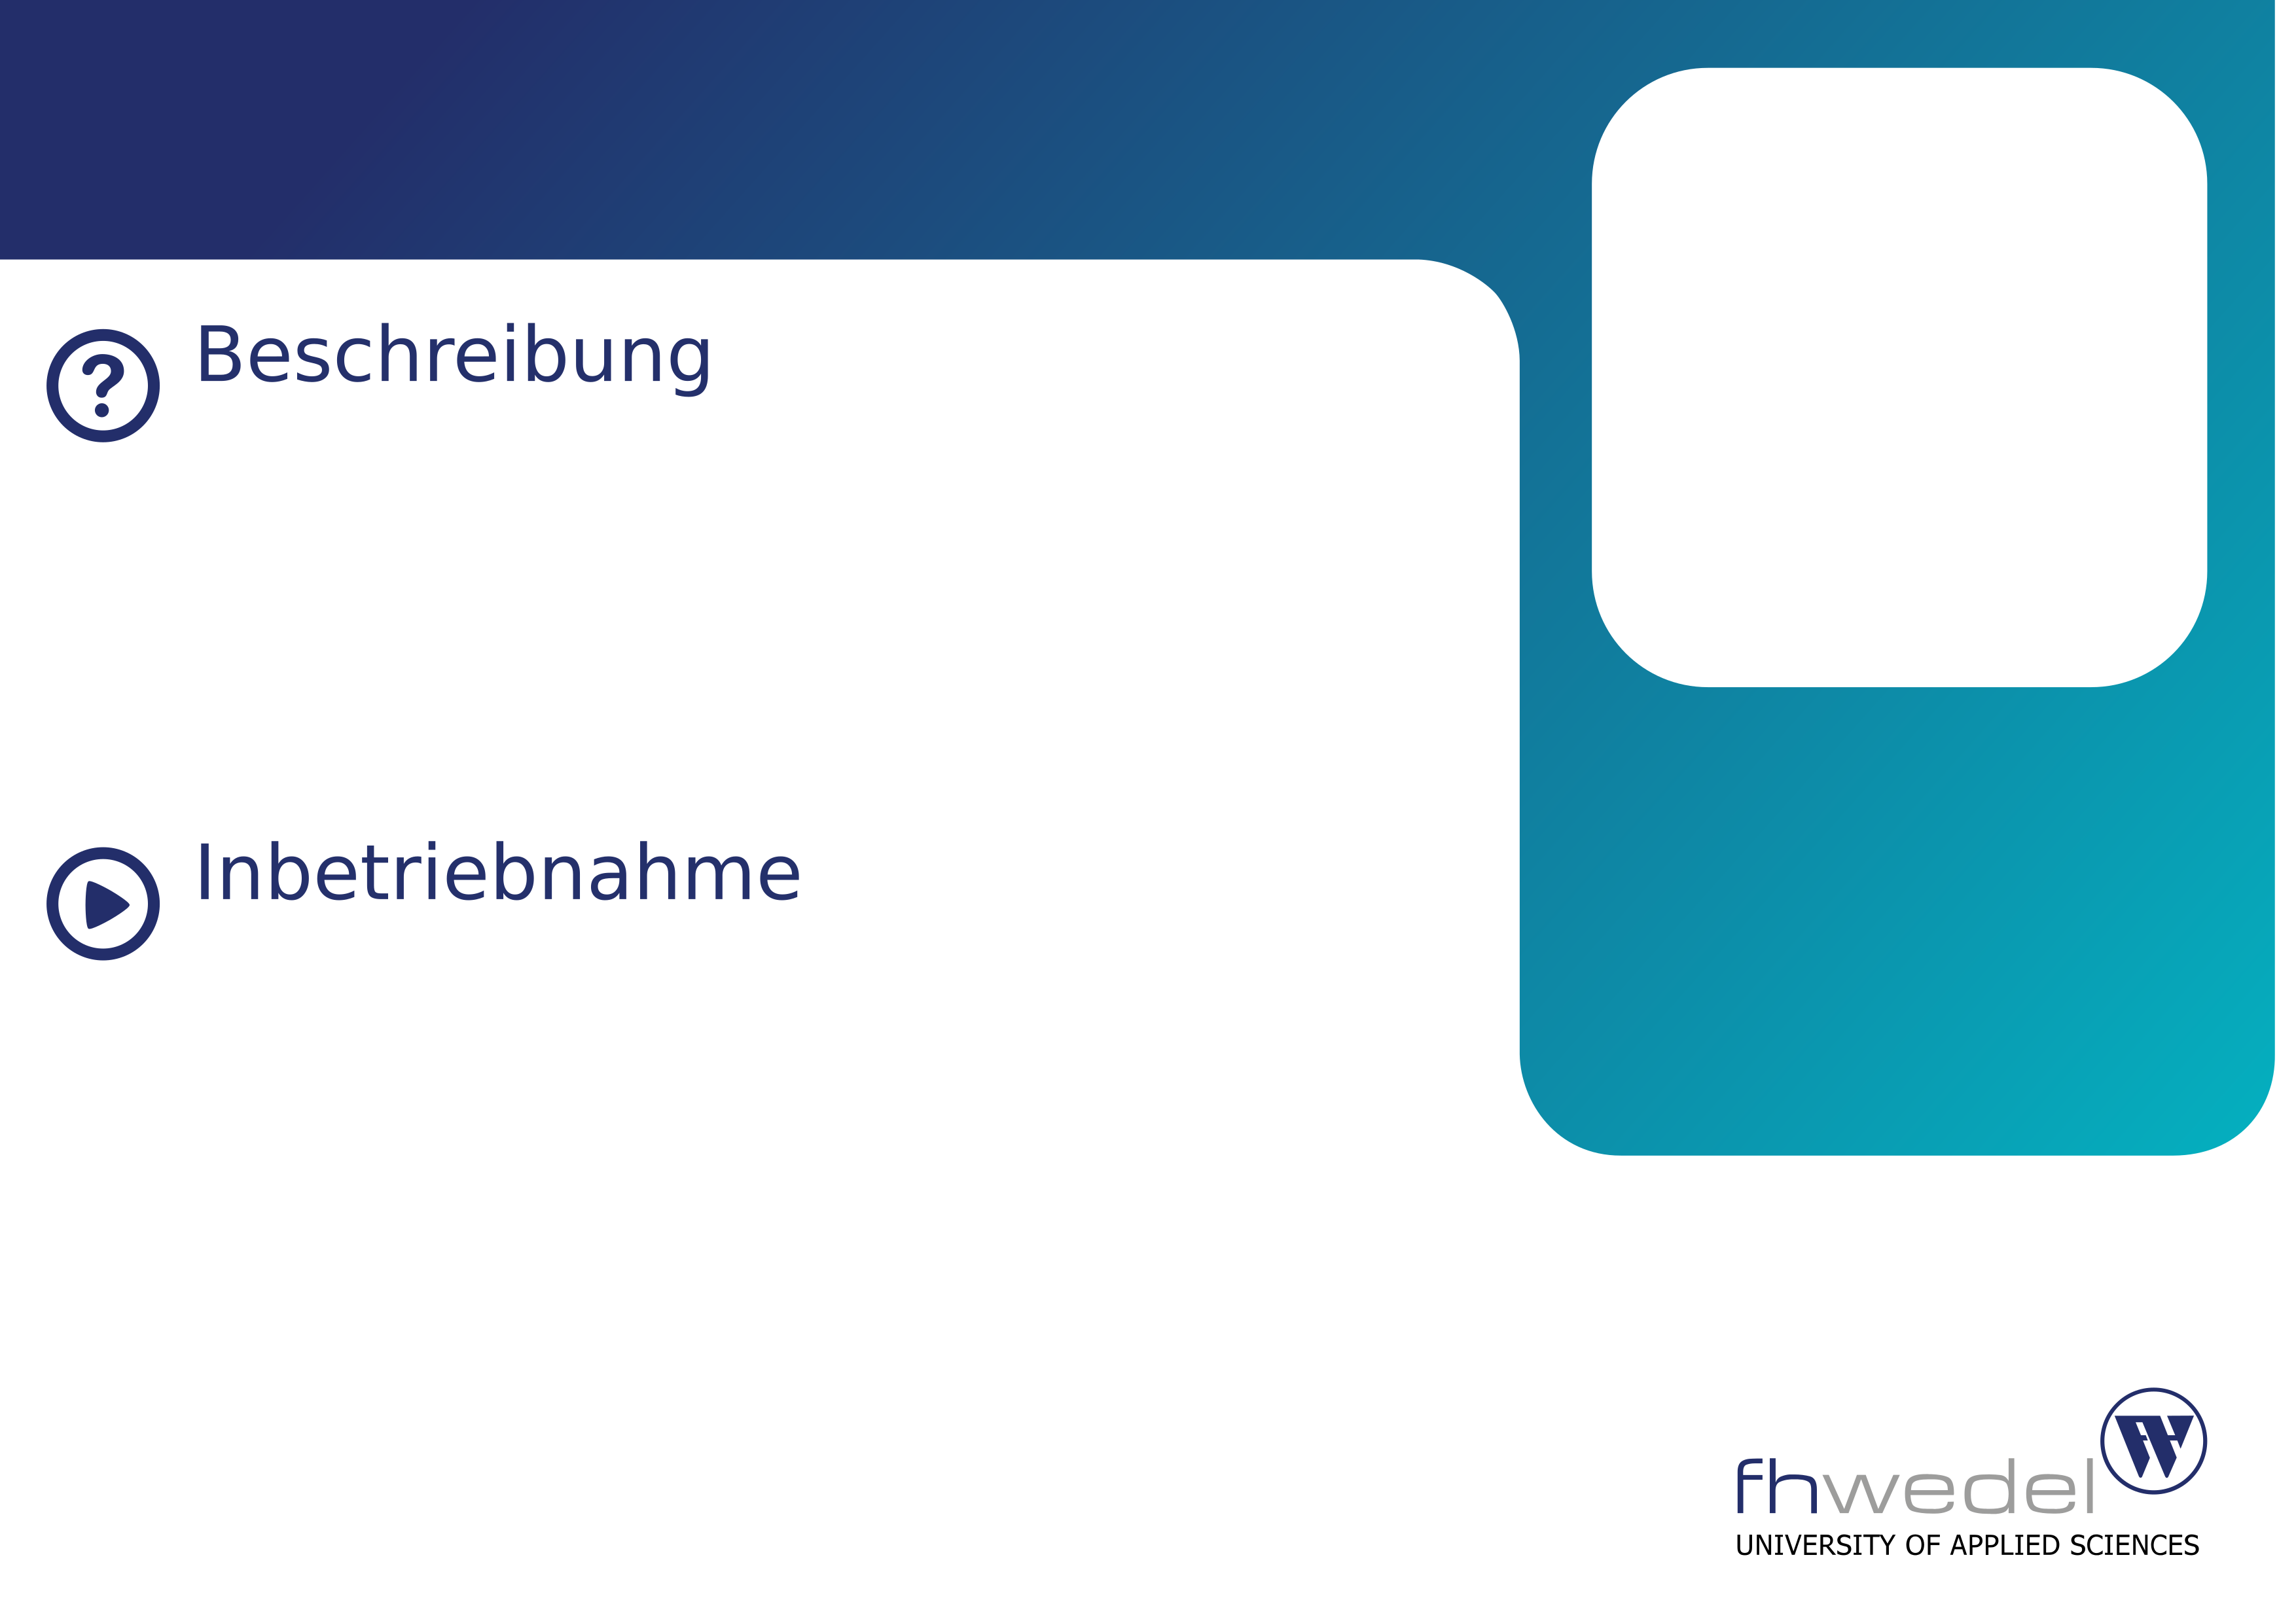 Beschreibung
Inbetriebnahme
fhwedel
UNIVERSITY OF APPLIED SCIENCES